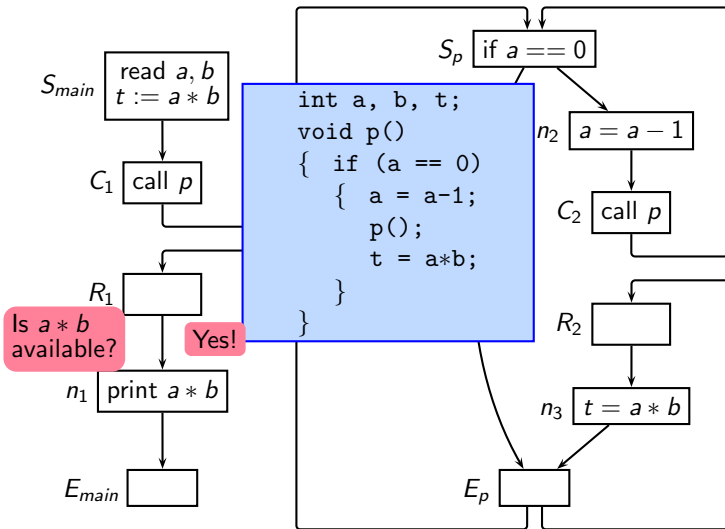 S_main
read a, b
t := a ∗ b
C_1
call p
R_1
Is a ∗ b
available?
Yes!
n_1
print a ∗ b
E_main
int a, b, t;
void p()
{ if (a == 0)
{ a = a-1;
p();
t = a*b;
}
}
S_p
if a == 0
n_2
a = a − 1
C_2
call p
R_2
n_3
t = a ∗ b
E_p